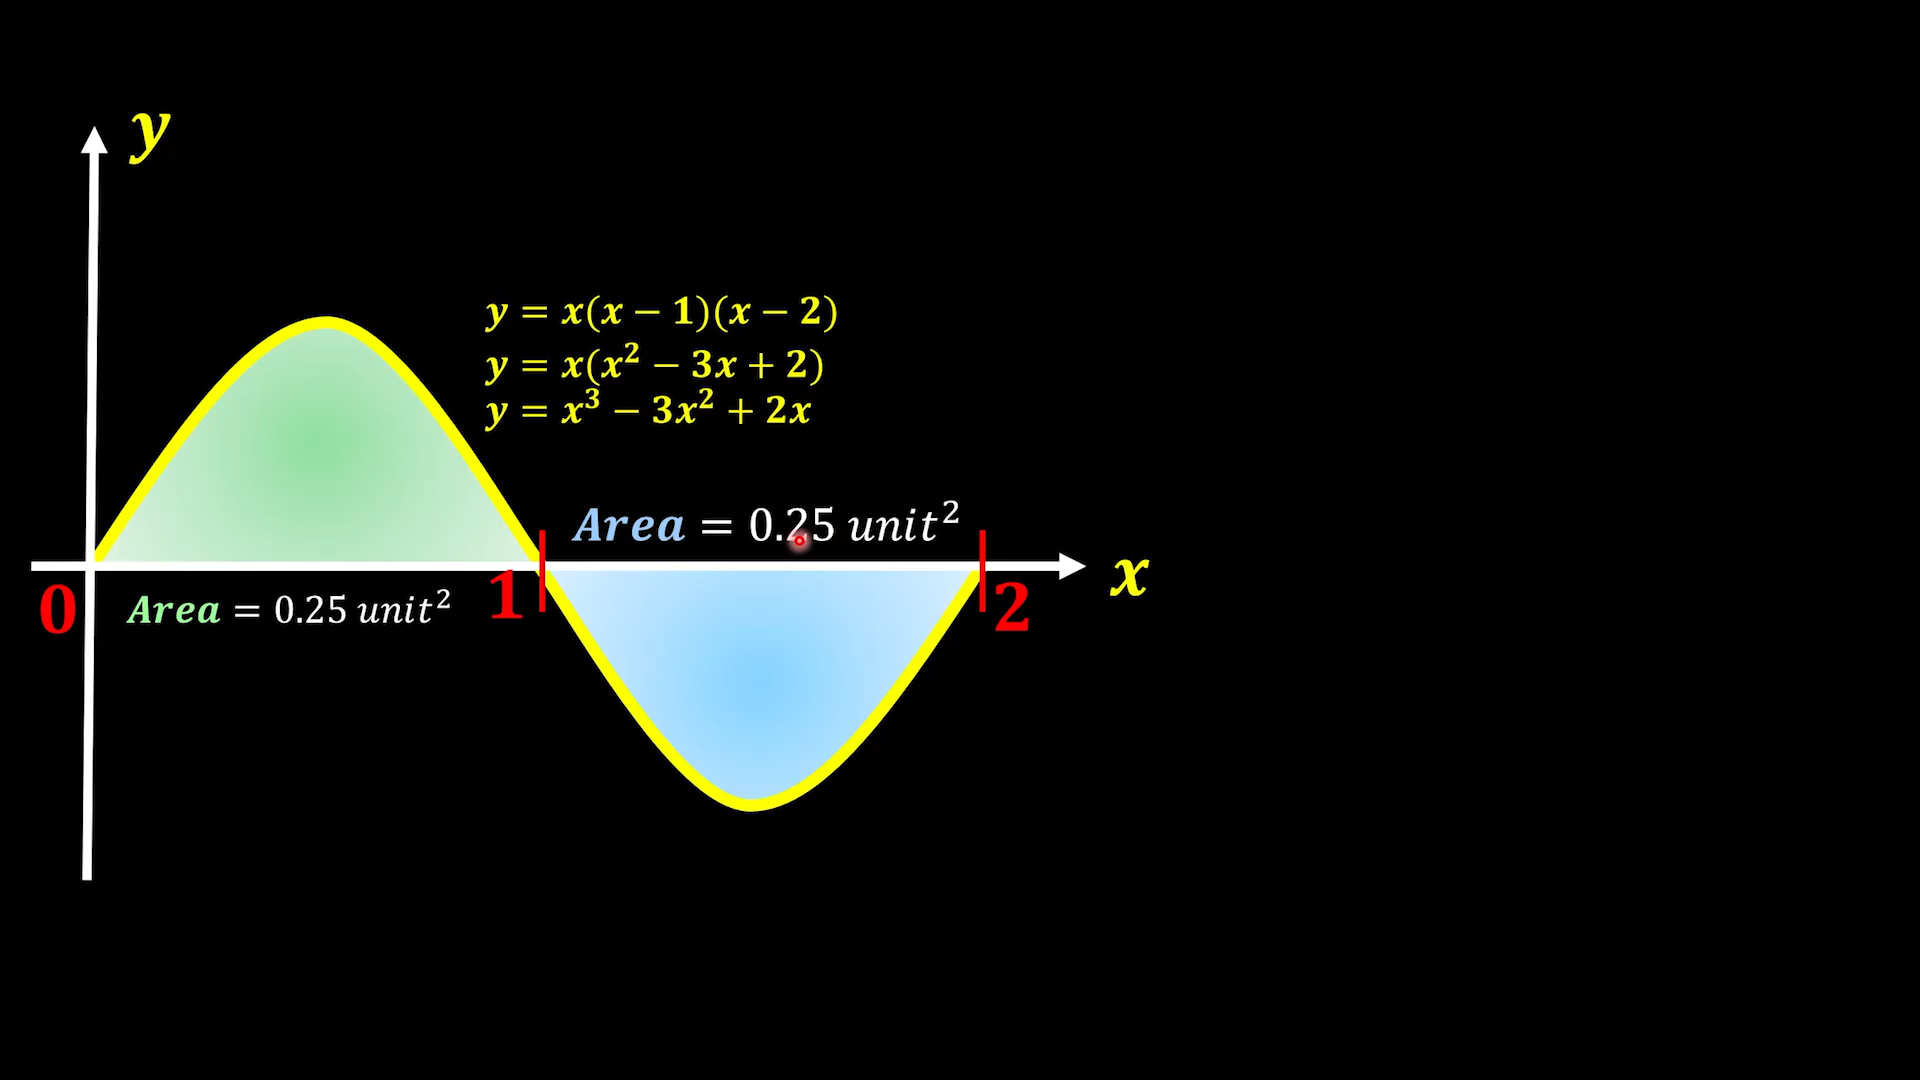 y
y = x(x − 1)(x − 2)
y = x(x² − 3x + 2)
y = x³ − 3x² + 2x
Area = 0.25 unit²
x
0
Area = 0.25 unit²
1
2